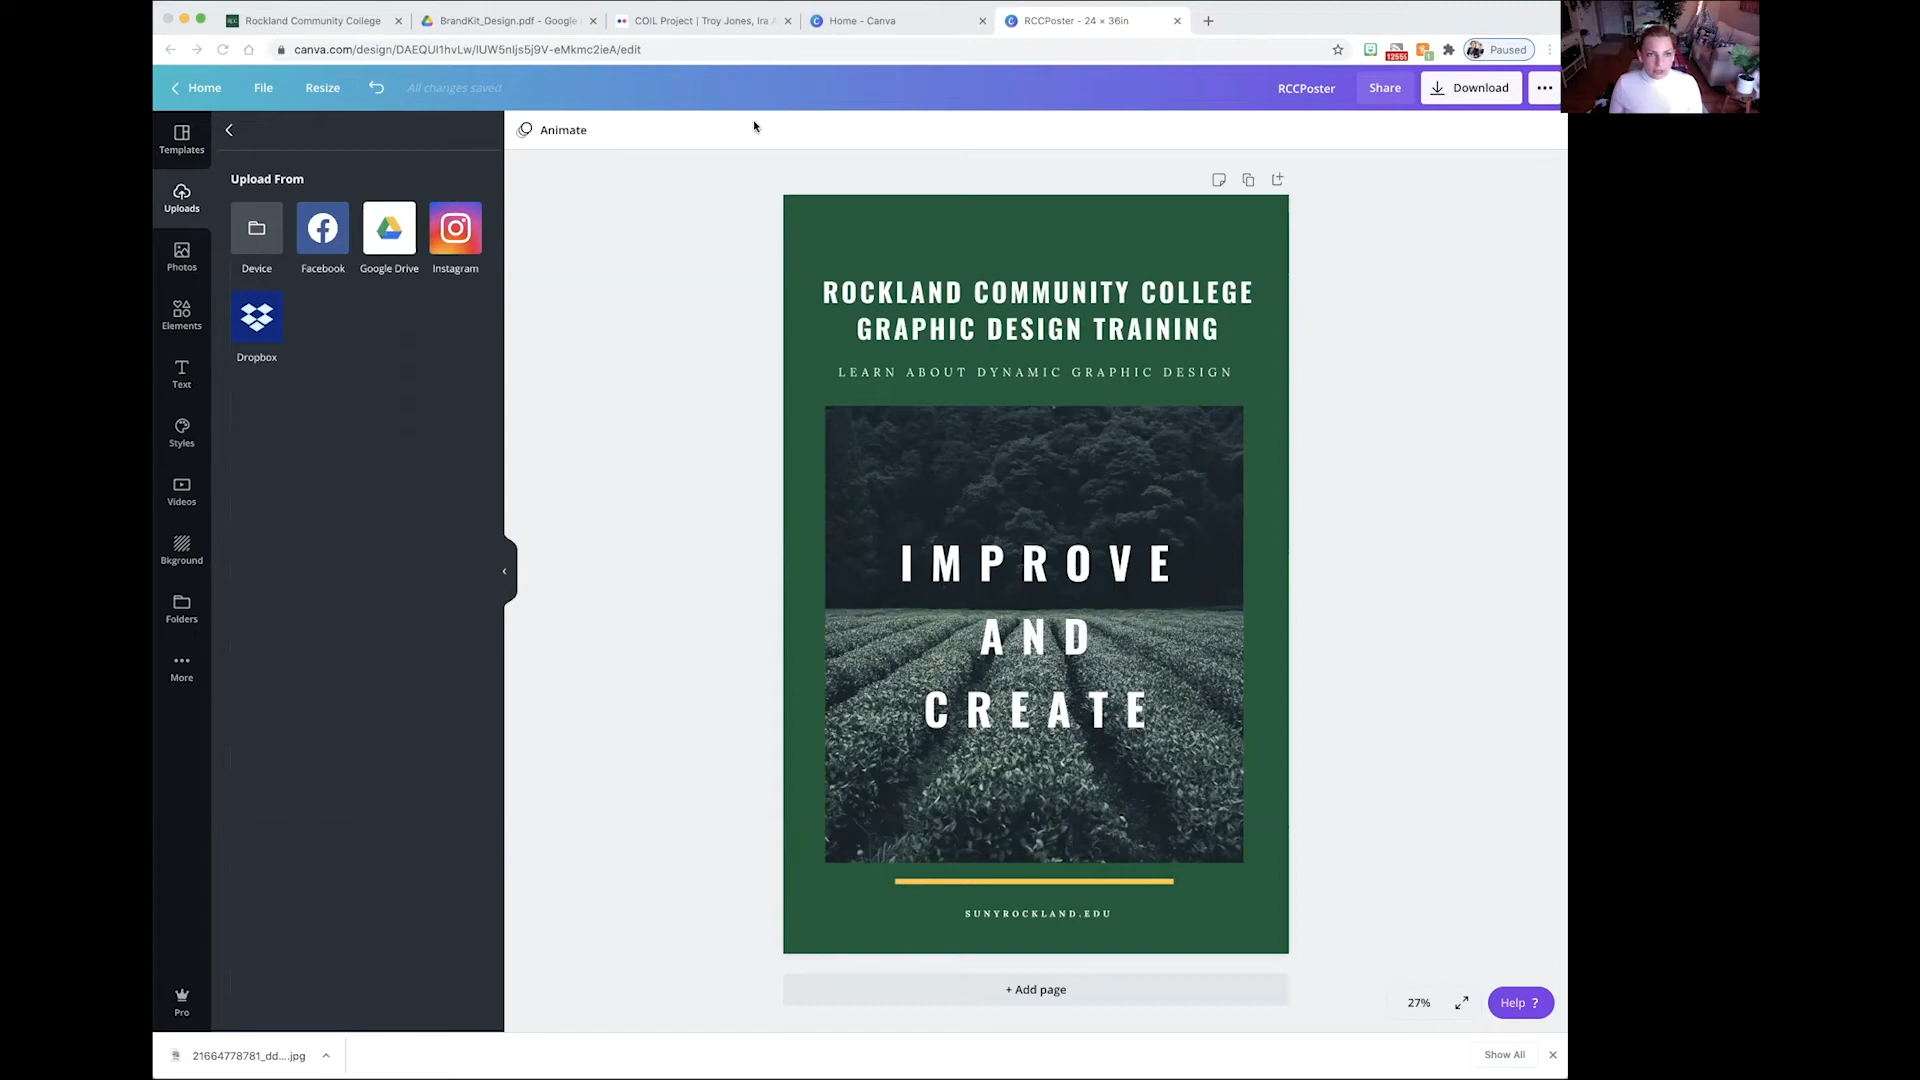 Rockland Community College
BrandKit_Design.pdf - Google
COIL Project | Troy Jones, Ira A
Home - Canva
RCCPoster - 24 × 36in
canva.com/design/DAEQUI1hvLw/IUW5nIjs5j9V-eMkmc2ieA/edit
12555
1
Paused
Home
File
Resize
All changes saved
RCCPoster
Share
Download
Templates
Uploads
Photos
Elements
Text
Styles
Videos
Bkground
Folders
More
Pro
Upload From
Device
Facebook
Google Drive
Instagram
Dropbox
Animate
ROCKLAND COMMUNITY COLLEGE
GRAPHIC DESIGN TRAINING
LEARN ABOUT DYNAMIC GRAPHIC DESIGN
IMPROVE
AND
CREATE
SUNYROCKLAND.EDU
+ Add page
27%
Help ?
21664778781_dd....jpg
Show All